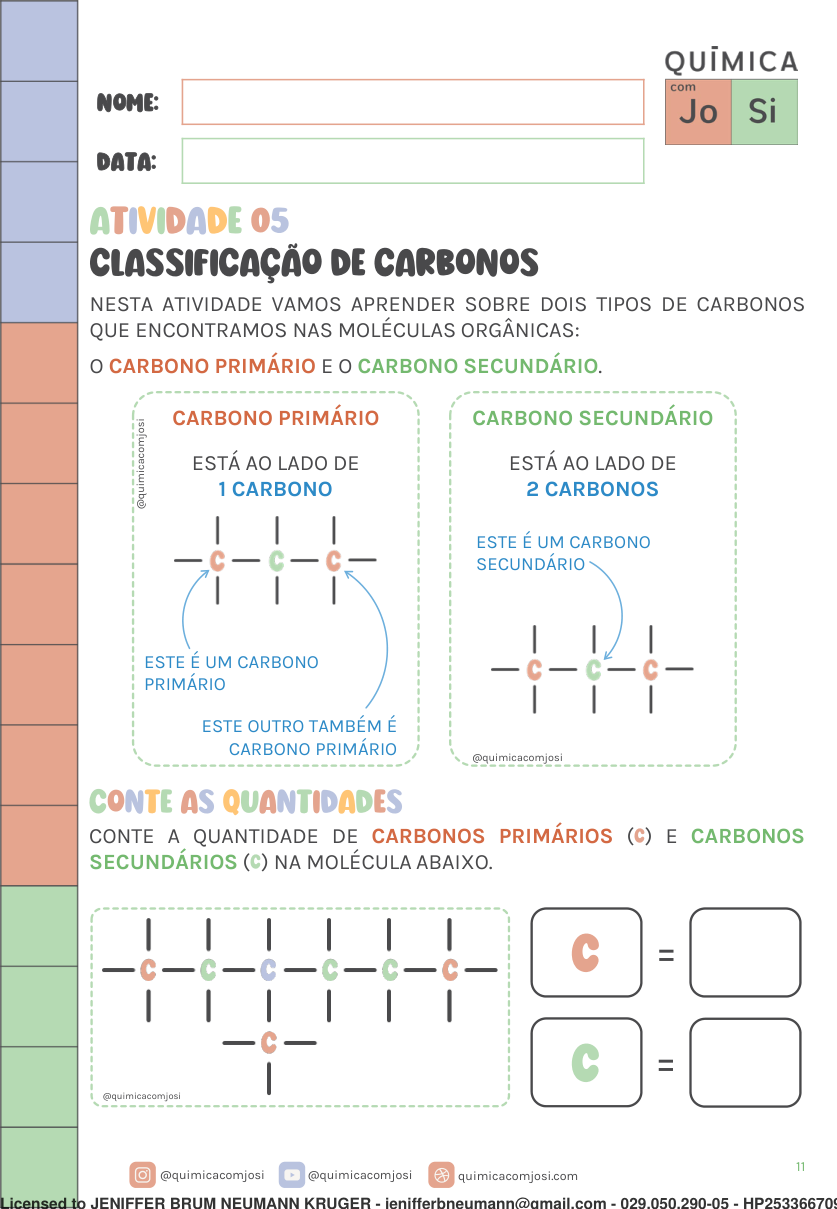 QUĪMICA
com
Jo Si
NOME:
DATA:
ATIVIDADE 05
CLASSIFICAÇÃO DE CARBONOS
NESTA ATIVIDADE VAMOS APRENDER SOBRE DOIS TIPOS DE CARBONOS
QUE ENCONTRAMOS NAS MOLÉCULAS ORGÂNICAS:
O CARBONO PRIMÁRIO E O CARBONO SECUNDÁRIO.
CARBONO PRIMÁRIO
@quimicacomjosi
ESTÁ AO LADO DE
1 CARBONO
C C C
ESTE É UM CARBONO
PRIMÁRIO
ESTE OUTRO TAMBÉM É
CARBONO PRIMÁRIO
CARBONO SECUNDÁRIO
ESTÁ AO LADO DE
2 CARBONOS
ESTE É UM CARBONO
SECUNDÁRIO
C C C
@quimicacomjosi
CONTE AS QUANTIDADES
CONTE A QUANTIDADE DE CARBONOS PRIMÁRIOS (C) E CARBONOS
SECUNDÁRIOS (C) NA MOLÉCULA ABAIXO.
C C C C C C
C
@quimicacomjosi
C =
C =
11
@quimicacomjosi @quimicacomjosi quimicacomjosi.com
Licensed to JENIFFER BRUM NEUMANN KRUGER - jenifferbneumann@gmail.com - 029.050.290-05 - HP253366709